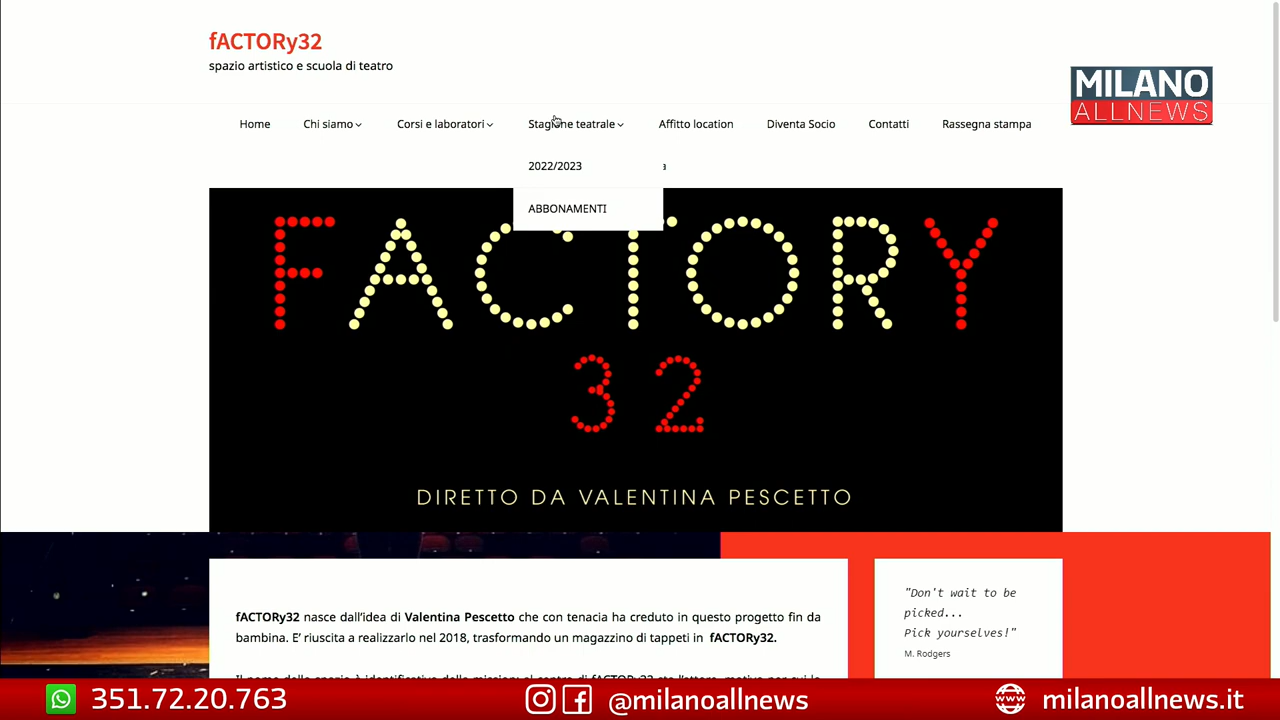 fACTORy32
spazio artistico e scuola di teatro
MILANO
ALLNEWS
Home Chi siamo Corsi e laboratori Stagione teatrale Affitto location Diventa Socio Contatti Rassegna stampa
2022/2023
ABBONAMENTI
FACTORY
32
DIRETTO DA VALENTINA PESCETTO
fACTORy32 nasce dall'idea di Valentina Pescetto che con tenacia ha creduto in questo progetto fin da
bambina. E' riuscita a realizzarlo nel 2018, trasformando un magazzino di tappeti in fACTORy32.
"Don't wait to be
picked...
Pick yourselves!"
M. Rodgers
351.72.20.763 @milanoallnews milanoallnews.it